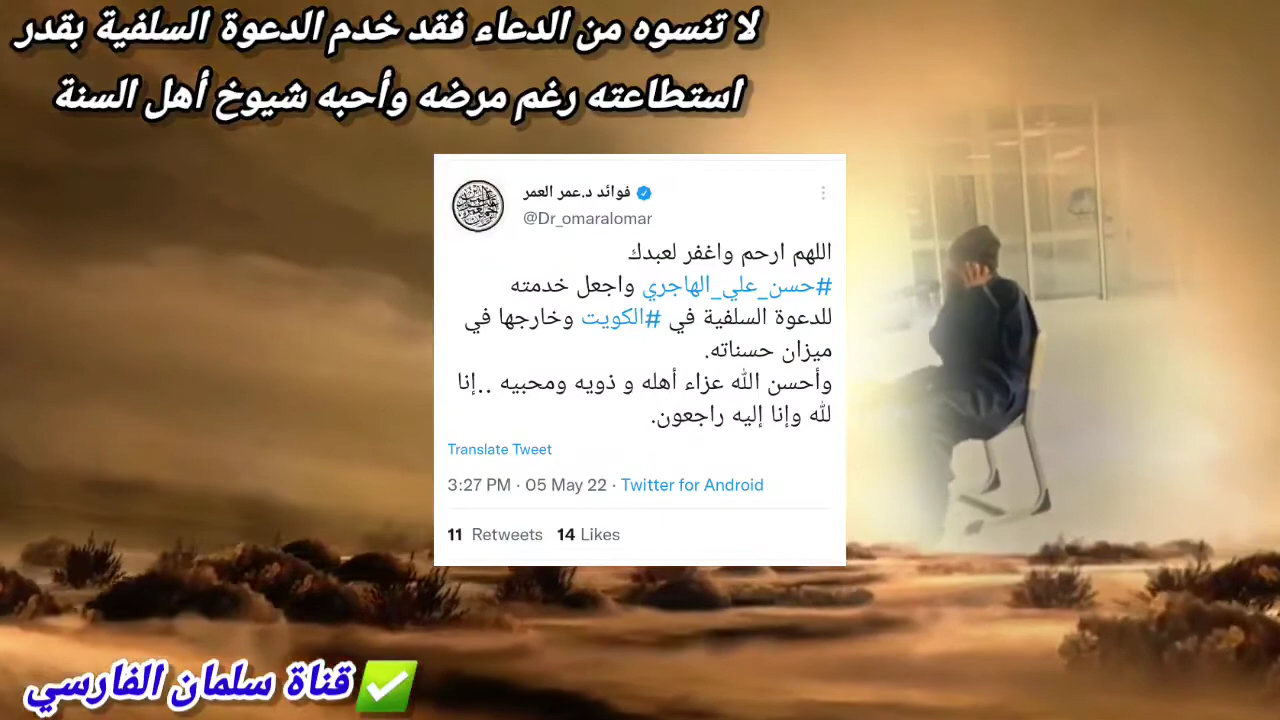 لا تنسوه من الدعاء فقد خدم الدعوة السلفية بقدر
استطاعته رغم مرضه وأحبه شيوخ أهل السنة
فوائد د.عمر العمر
@Dr_omaralomar
اللهم ارحم واغفر لعبدك
#حسن_علي_الهاجري واجعل خدمته
للدعوة السلفية في #الكويت وخارجها في
ميزان حسناته.
وأحسن الله عزاء أهله و ذويه ومحبيه ..إنا
لله وإنا إليه راجعون.
Translate Tweet
3:27 PM · 05 May 22 · Twitter for Android
11 Retweets 14 Likes
قناة سلمان الفارسي